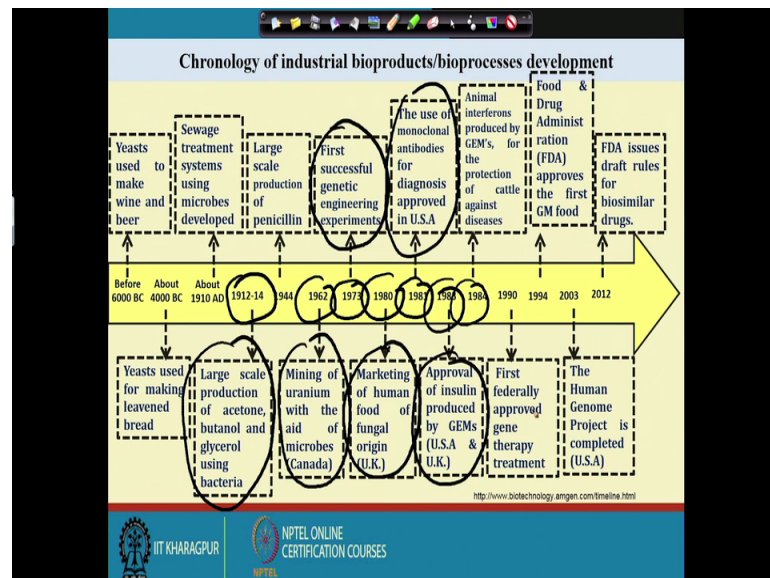 Chronology of industrial bioproducts/bioprocesses development
Yeasts
used to
make
wine and
beer
Sewage
treatment
systems
using
microbes
developed
Large
scale
production
of
penicillin
First
successful
genetic
engineering
experiments
The use of
monoclonal
antibodies
for
diagnosis
approved
in U.S.A
Animal
interferons
produced by
GEM's, for
the
protection
of cattle
against
diseases
Food &
Drug
Administ
ration
(FDA)
approves
the first
GM food
FDA issues
draft rules
for
biosimilar
drugs.
Before
6000 BC
About
4000 BC
About
1910 AD
1912-14
1944
1962
1973
1980
1981
1984
1990
1994
2003
2012
Yeasts used
for making
leavened
bread
Large scale
production
of acetone,
butanol and
glycerol
using
bacteria
Mining of
uranium
with the
aid of
microbes
(Canada)
Marketing
of human
food of
fungal
origin
(U.K.)
Approval
of insulin
produced
by GEMs
(U.S.A &
U.K.)
First
federally
approved
gene
therapy
treatment
The
Human
Genome
Project is
completed
(U.S.A)
http://www.biotechnology.amgen.com/timeline.html
IIT KHARAGPUR
NPTEL ONLINE
CERTIFICATION COURSES
NPTEL